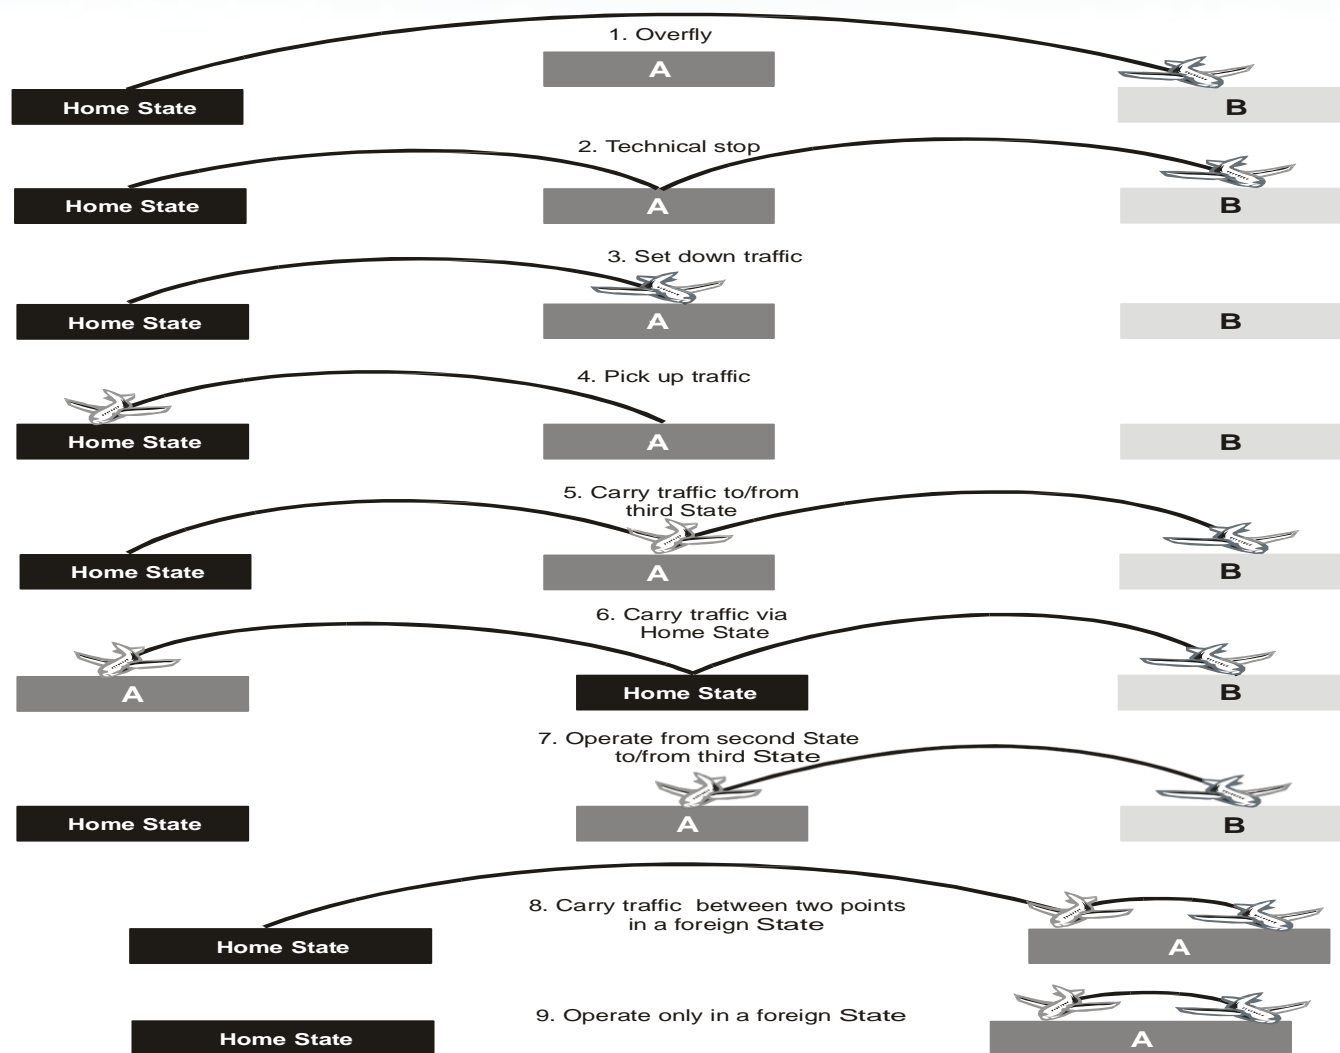 1. Overfly
A
Home State
B
2. Technical stop
Home State
A
B
3. Set down traffic
Home State
A
B
4. Pick up traffic
Home State
A
B
5. Carry traffic to/from
third State
Home State
A
B
6. Carry traffic via
Home State
A
Home State
B
7. Operate from second State
to/from third State
Home State
A
B
8. Carry traffic between two points
in a foreign State
Home State
A
9. Operate only in a foreign State
Home State
A